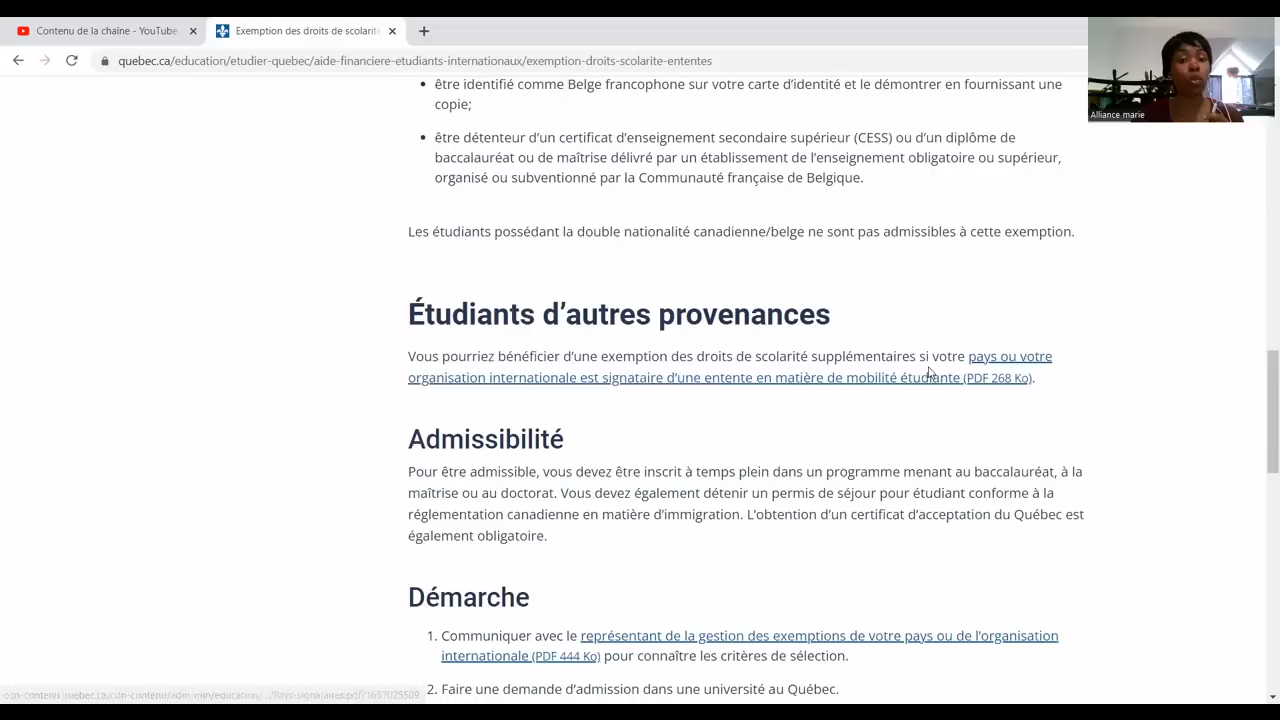 Contenu de la chaîne - YouTube
Exemption des droits de scolarité
quebec.ca/education/etudier-quebec/aide-financiere-etudiants-internationaux/exemption-droits-scolarite-ententes
Alliance marie
être identifié comme Belge francophone sur votre carte d’identité et le démontrer en fournissant une
copie;
être détenteur d’un certificat d’enseignement secondaire supérieur (CESS) ou d’un diplôme de
baccalauréat ou de maîtrise délivré par un établissement de l’enseignement obligatoire ou supérieur,
organisé ou subventionné par la Communauté française de Belgique.
Les étudiants possédant la double nationalité canadienne/belge ne sont pas admissibles à cette exemption.
Étudiants d’autres provenances
Vous pourriez bénéficier d’une exemption des droits de scolarité supplémentaires si votre pays ou votre
organisation internationale est signataire d’une entente en matière de mobilité étudiante (PDF 268 Ko).
Admissibilité
Pour être admissible, vous devez être inscrit à temps plein dans un programme menant au baccalauréat, à la
maîtrise ou au doctorat. Vous devez également détenir un permis de séjour pour étudiant conforme à la
réglementation canadienne en matière d’immigration. L’obtention d’un certificat d’acceptation du Québec est
également obligatoire.
Démarche
1. Communiquer avec le représentant de la gestion des exemptions de votre pays ou de l’organisation
internationale (PDF 444 Ko) pour connaître les critères de sélection.
2. Faire une demande d’admission dans une université au Québec.